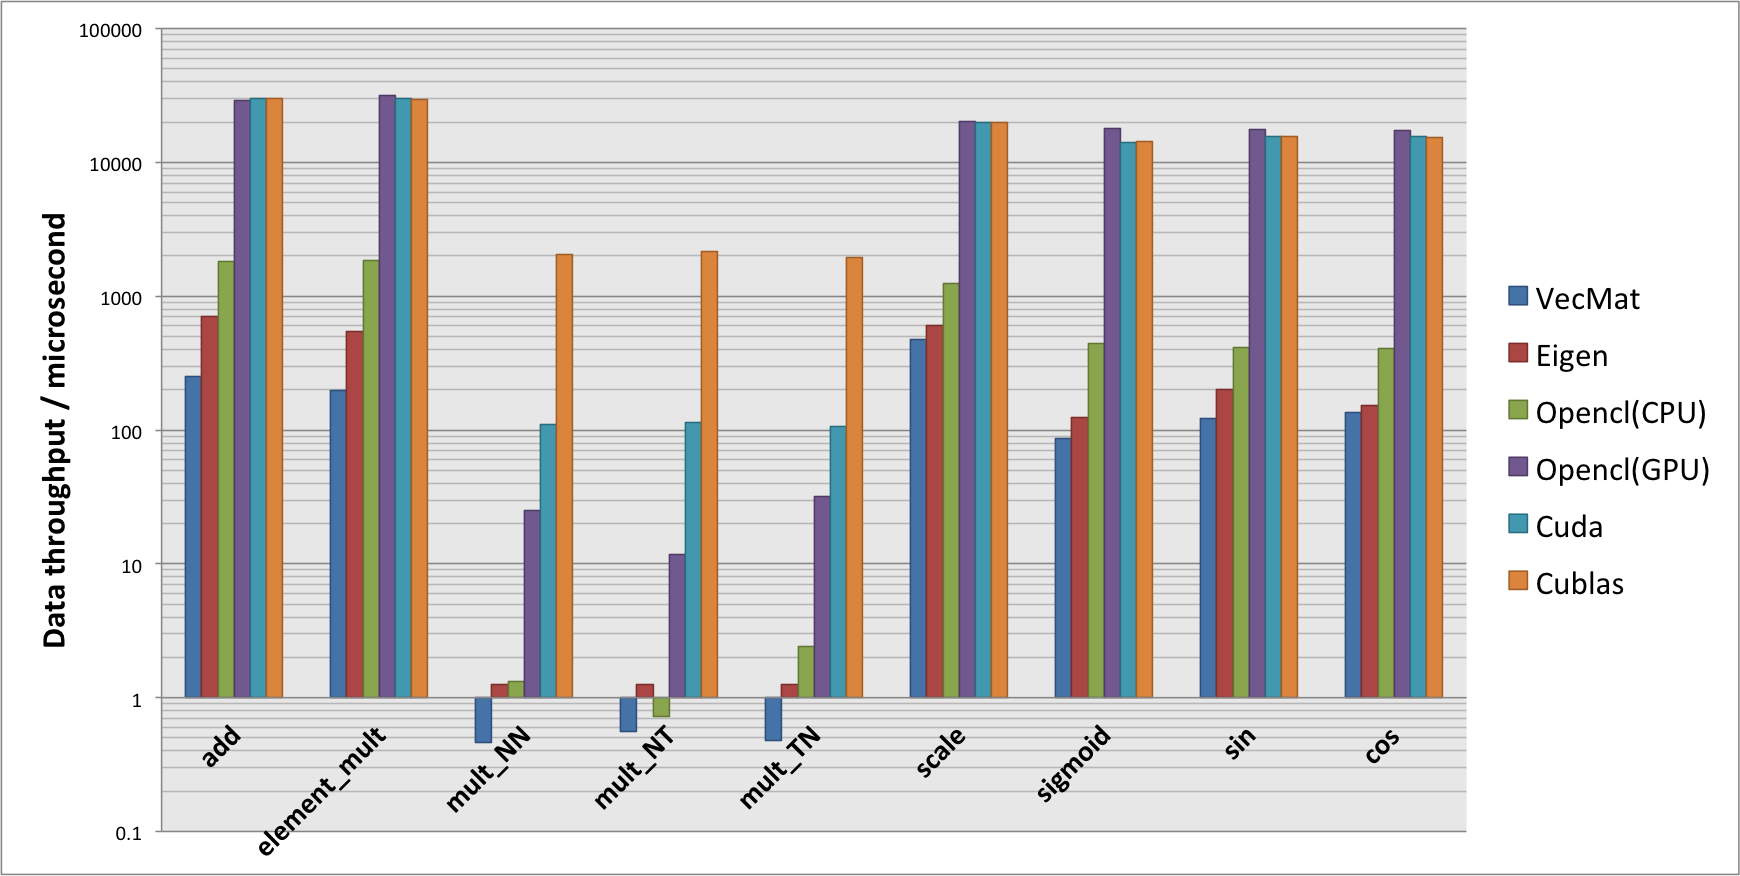 100000
10000
1000
100
10
1
0.1
Data throughput / microsecond
add
element_mult
mult_NN
mult_NT
mult_TN
scale
sigmoid
sin
cos
VecMat
Eigen
Opencl(CPU)
Opencl(GPU)
Cuda
Cublas